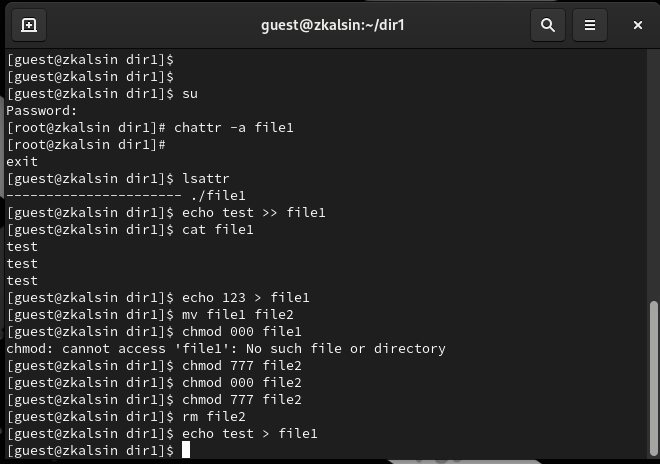 guest@zkalsin:~/dir1
[guest@zkalsin dir1]$
[guest@zkalsin dir1]$
[guest@zkalsin dir1]$ su
Password:
[root@zkalsin dir1]# chattr -a file1
[root@zkalsin dir1]#
exit
[guest@zkalsin dir1]$ lsattr
---------------------- ./file1
[guest@zkalsin dir1]$ echo test >> file1
[guest@zkalsin dir1]$ cat file1
test
test
test
[guest@zkalsin dir1]$ echo 123 > file1
[guest@zkalsin dir1]$ mv file1 file2
[guest@zkalsin dir1]$ chmod 000 file1
chmod: cannot access 'file1': No such file or directory
[guest@zkalsin dir1]$ chmod 777 file2
[guest@zkalsin dir1]$ chmod 000 file2
[guest@zkalsin dir1]$ chmod 777 file2
[guest@zkalsin dir1]$ rm file2
[guest@zkalsin dir1]$ echo test > file1
[guest@zkalsin dir1]$